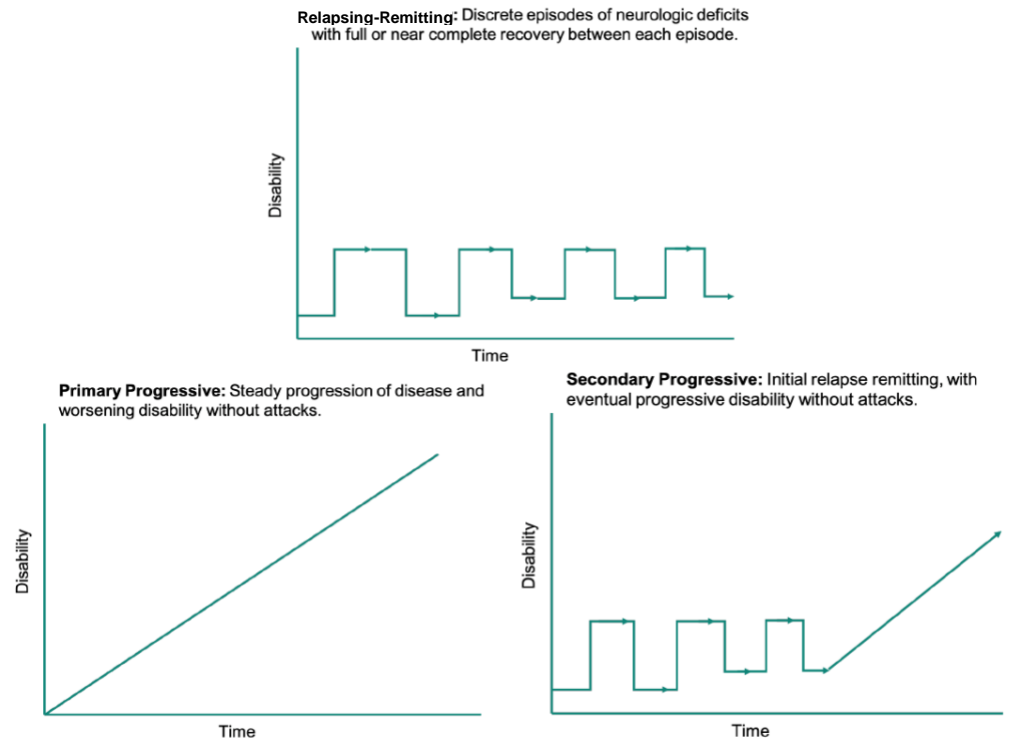 Relapsing-Remitting: Discrete episodes of neurologic deficits
with full or near complete recovery between each episode.
Disability
Time
Primary Progressive: Steady progression of disease and
worsening disability without attacks.
Disability
Time
Secondary Progressive: Initial relapse remitting, with
eventual progressive disability without attacks.
Disability
Time